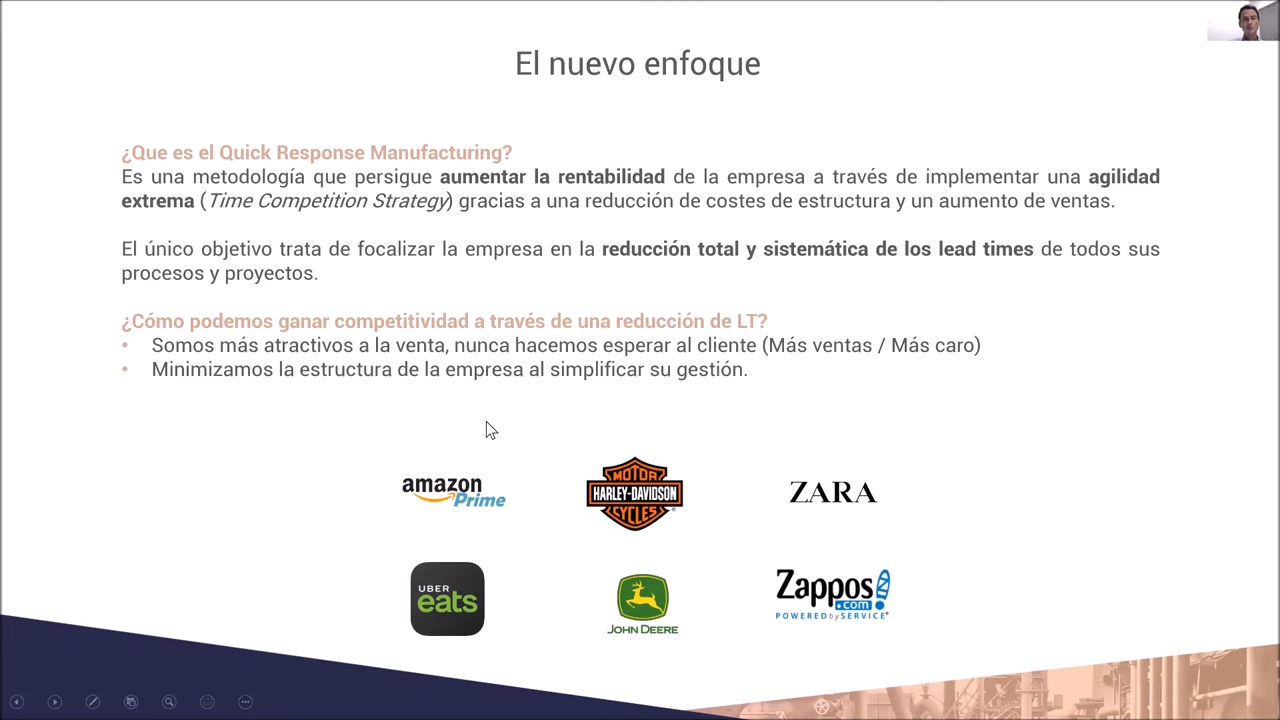 El nuevo enfoque
¿Que es el Quick Response Manufacturing?
Es una metodología que persigue aumentar la rentabilidad de la empresa a través de implementar una agilidad
extrema (Time Competition Strategy) gracias a una reducción de costes de estructura y un aumento de ventas.
El único objetivo trata de focalizar la empresa en la reducción total y sistemática de los lead times de todos sus
procesos y proyectos.
¿Cómo podemos ganar competitividad a través de una reducción de LT?
• Somos más atractivos a la venta, nunca hacemos esperar al cliente (Más ventas / Más caro)
• Minimizamos la estructura de la empresa al simplificar su gestión.
amazon
Prime
MOTOR
HARLEY-DAVIDSON
CYCLES
ZARA
UBER
eats
JOHN DEERE
Zappos
.com
POWERED by SERVICE